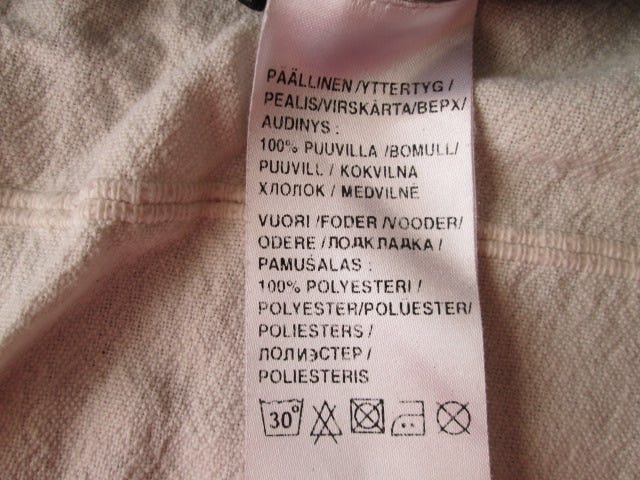 PÄÄLLINEN /YTTERTYG /
PEALIS/VIRSKĀRTA/ВЕРХ/
AUDINYS :
100% PUUVILLA /BOMULL/
PUUVILL / KOKVILNA
ХЛОПОК / MEDVILNĖ
VUORI /FODER /VOODER/
ODERE /ПОДКЛАДКА /
PAMUŠALAS :
100% POLYESTERI /
POLYESTER/POLÜESTER/
POLIESTERS /
ПОЛИЭСТЕР /
POLIESTERIS
30°